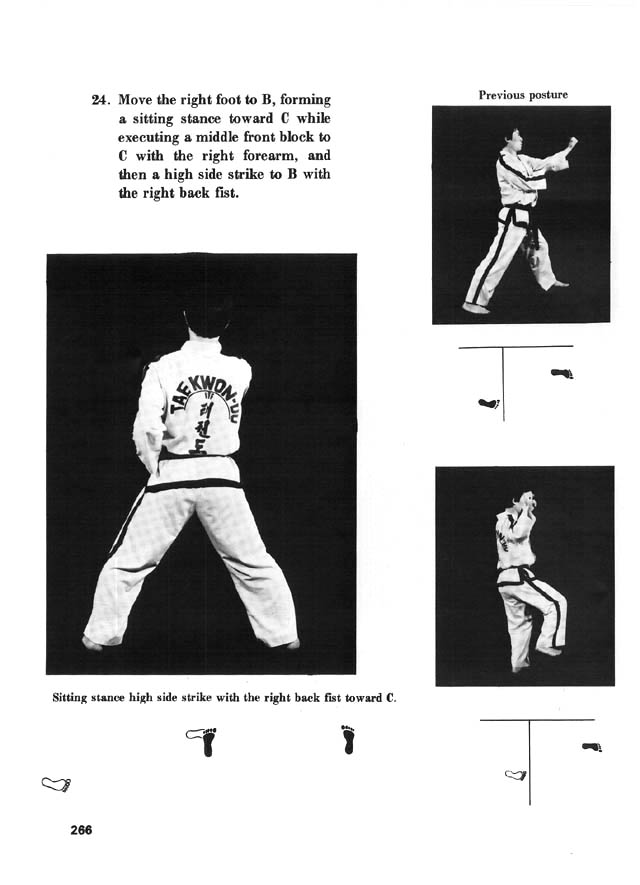 24. Move the right foot to B, forming
a sitting stance toward C while
executing a middle front block to
C with the right forearm, and
then a high side strike to B with
the right back fist.
Previous posture
TAEKWON-DO
태권도
Sitting stance high side strike with the right back fist toward C.
266